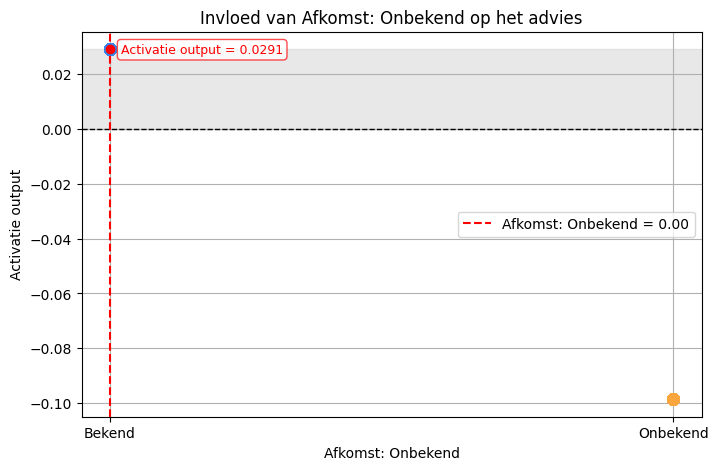 Invloed van Afkomst: Onbekend op het advies
Activatie output = 0.0291
0.02
0.00
−0.02
−0.04
−0.06
−0.08
−0.10
Activatie output
Afkomst: Onbekend = 0.00
Bekend
Onbekend
Afkomst: Onbekend